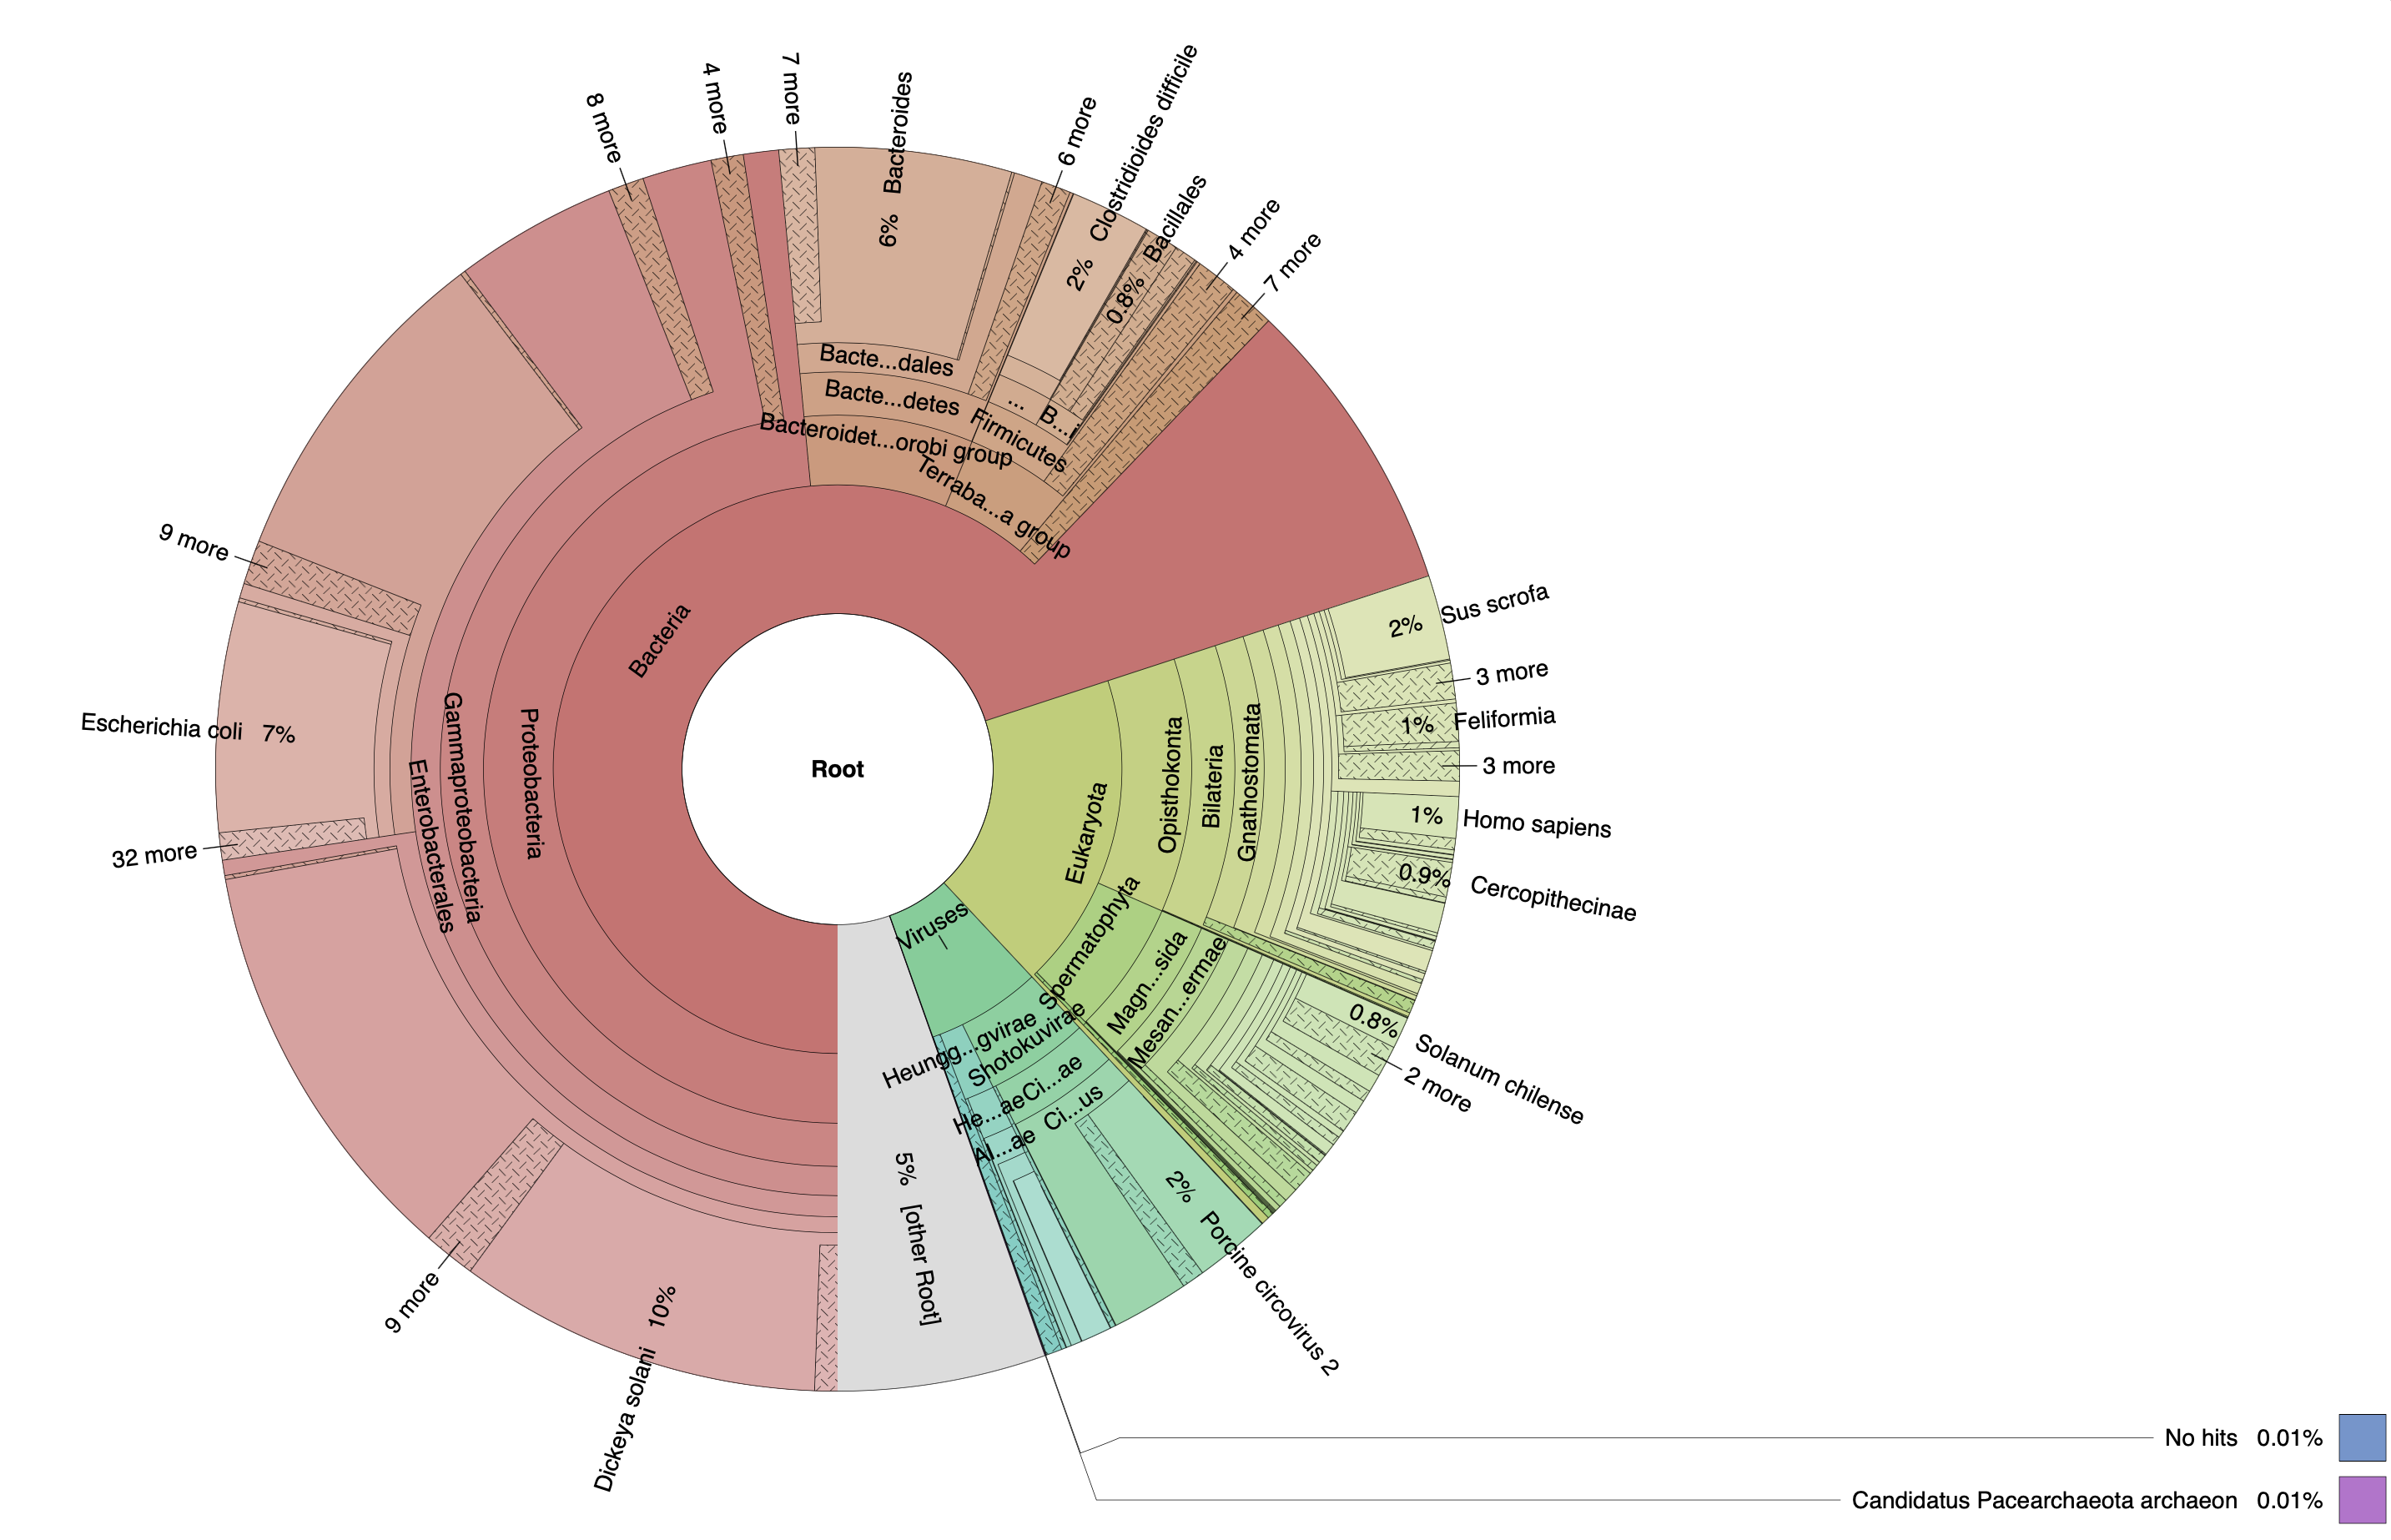 Root
Bacteria
Proteobacteria
Gammaproteobacteria
Enterobacterales
8 more
4 more
7 more
6% Bacteroides
6 more
2% Clostridioides difficile
0.8% Bacillales
4 more
7 more
Bacte...dales
Bacte...detes
Bacteroidet...orobi group
... B...i
Firmicutes
Terraba...a group
9 more
Escherichia coli 7%
32 more
9 more
Dickeya solani 10%
5% [other Root]
Eukaryota
Opisthokonta
Bilateria
Gnathostomata
2% Sus scrofa
3 more
1% Feliformia
3 more
1% Homo sapiens
0.9% Cercopithecinae
Spermatophyta
Magn...sida
Mesan...ermae
0.8% Solanum chilense
2 more
Viruses
Heungg...gvirae
Shotokuvirae
He...ae
Ci...ae
Al...ae
Ci...us
2% Porcine circovirus 2
No hits 0.01%
Candidatus Pacearchaeota archaeon 0.01%